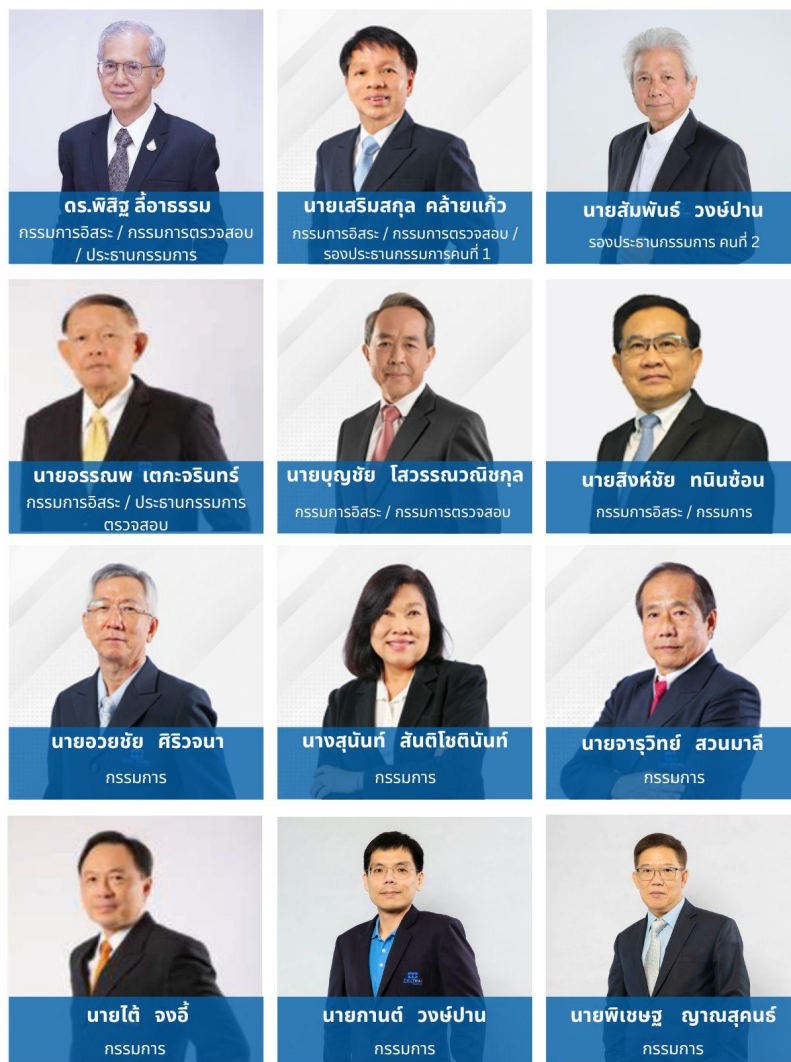 ดร.พิสิฐ ลี้อาธรรม
กรรมการอิสระ / กรรมการตรวจสอบ
/ ประธานกรรมการ
นายเสริมสกุล คล้ายแก้ว
กรรมการอิสระ / กรรมการตรวจสอบ /
รองประธานกรรมการคนที่ 1
นายสัมพันธ์ วงษ์ปาน
รองประธานกรรมการ คนที่ 2
นายอรรณพ เตกะจรินทร์
กรรมการอิสระ / ประธานกรรมการ
ตรวจสอบ
นายบุญชัย โสวรรณวณิชกุล
กรรมการอิสระ / กรรมการตรวจสอบ
นายสิงห์ชัย ทนินซ้อน
กรรมการอิสระ / กรรมการ
นายอวยชัย ศิริวจนา
กรรมการ
นางสุนันท์ สันติโชตินันท์
กรรมการ
นายจารุวิทย์ สวนมาลี
กรรมการ
นายไต้ จงอี้
กรรมการ
นายกานต์ วงษ์ปาน
กรรมการ
นายพิเชษฐ ญาณสุคนธ์
กรรมการ